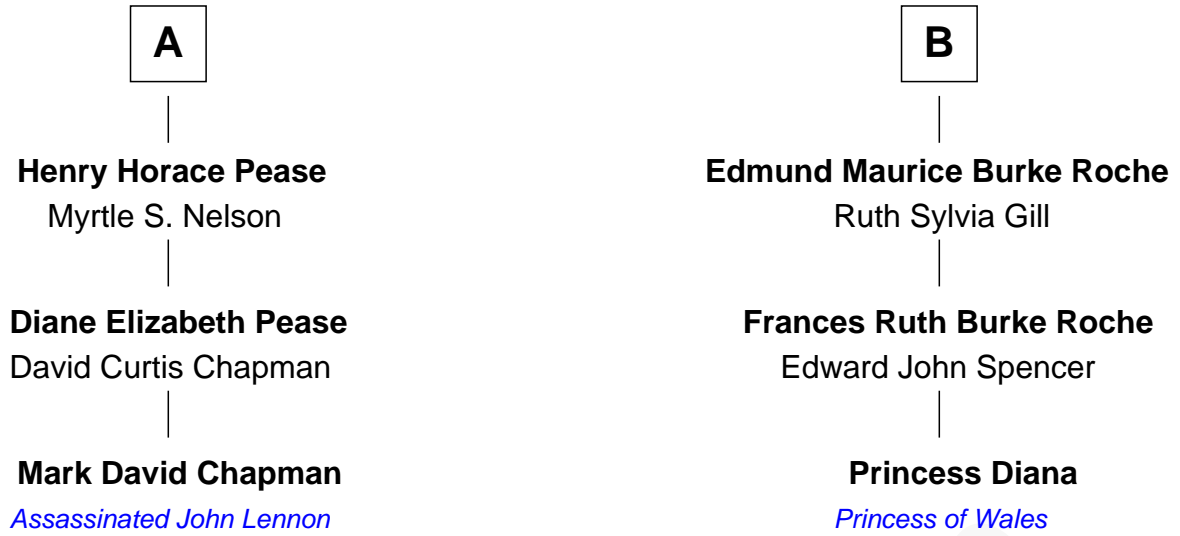 A
Henry Horace Pease
Myrtle S. Nelson
Diane Elizabeth Pease
David Curtis Chapman
Mark David Chapman
Assassinated John Lennon
B
Edmund Maurice Burke Roche
Ruth Sylvia Gill
Frances Ruth Burke Roche
Edward John Spencer
Princess Diana
Princess of Wales